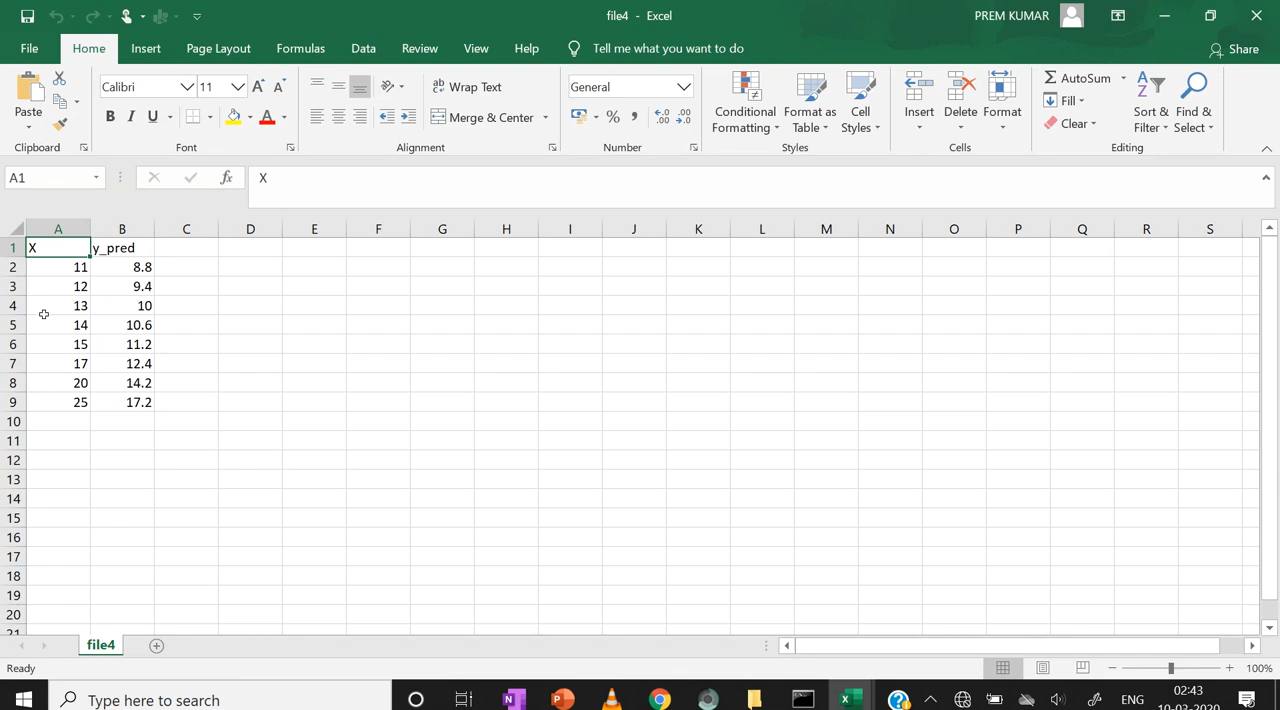 file4 - Excel
PREM KUMAR
File Home Insert Page Layout Formulas Data Review View Help Tell me what you want to do Share
Paste
Clipboard
Calibri 11
B I U A
Font
Wrap Text
Merge & Center
Alignment
General
% ,
Number
Conditional Formatting
Format as Table
Cell Styles
Styles
Insert Delete Format
Cells
AutoSum
Fill
Clear
Sort & Filter
Find & Select
Editing
A1 fx X
A B C D E F G H I J K L M N O P Q R S
1 X y_pred
2 11 8.8
3 12 9.4
4 13 10
5 14 10.6
6 15 11.2
7 17 12.4
8 20 14.2
9 25 17.2
10
11
12
13
14
15
16
17
18
19
20
21
file4
Ready 100%
Type here to search ENG 02:43
10-03-2020